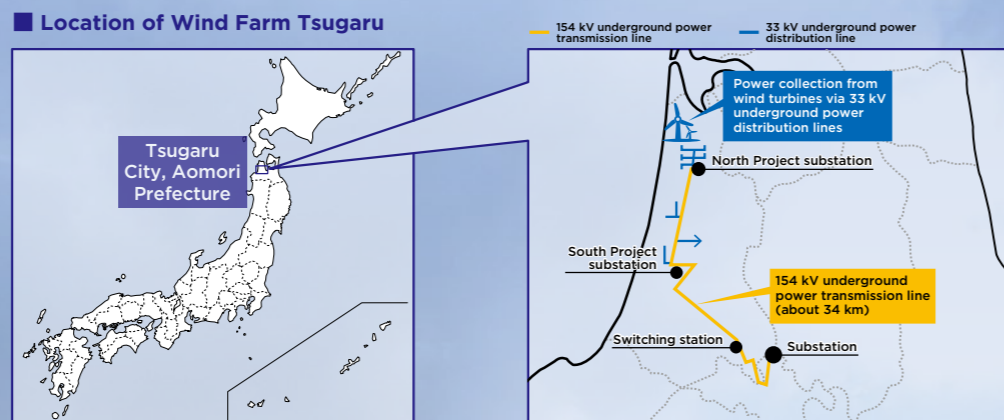 Location of Wind Farm Tsugaru
154 kV underground power
transmission line
33 kV underground power
distribution line
Tsugaru
City, Aomori
Prefecture
Power collection from
wind turbines via 33 kV
underground power
distribution lines
North Project substation
South Project
substation
154 kV underground
power transmission line
(about 34 km)
Switching station
Substation